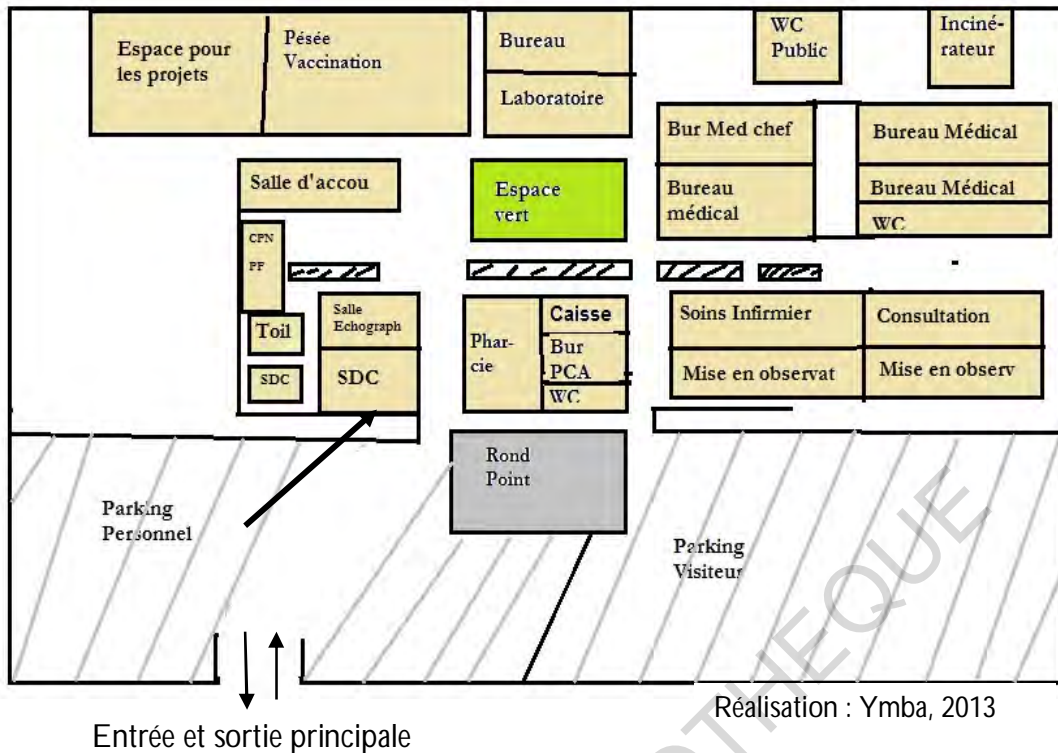 Espace pour
les projets
Pésée
Vaccination
Bureau
Laboratoire
WC
Public
Inciné-
rateur
Bur Med chef
Bureau
médical
Bureau Médical
Bureau Médical
WC
Salle d'accou
Espace
vert
CPN
PF
Toil
SDC
Salle
Echograph
SDC
Phar-
cie
Caisse
Bur
PCA
WC
Soins Infirmier
Consultation
Mise en observat
Mise en observ
Rond
Point
Parking
Personnel
Parking
Visiteur
Entrée et sortie principale
Réalisation : Ymba, 2013
OTHEQUE